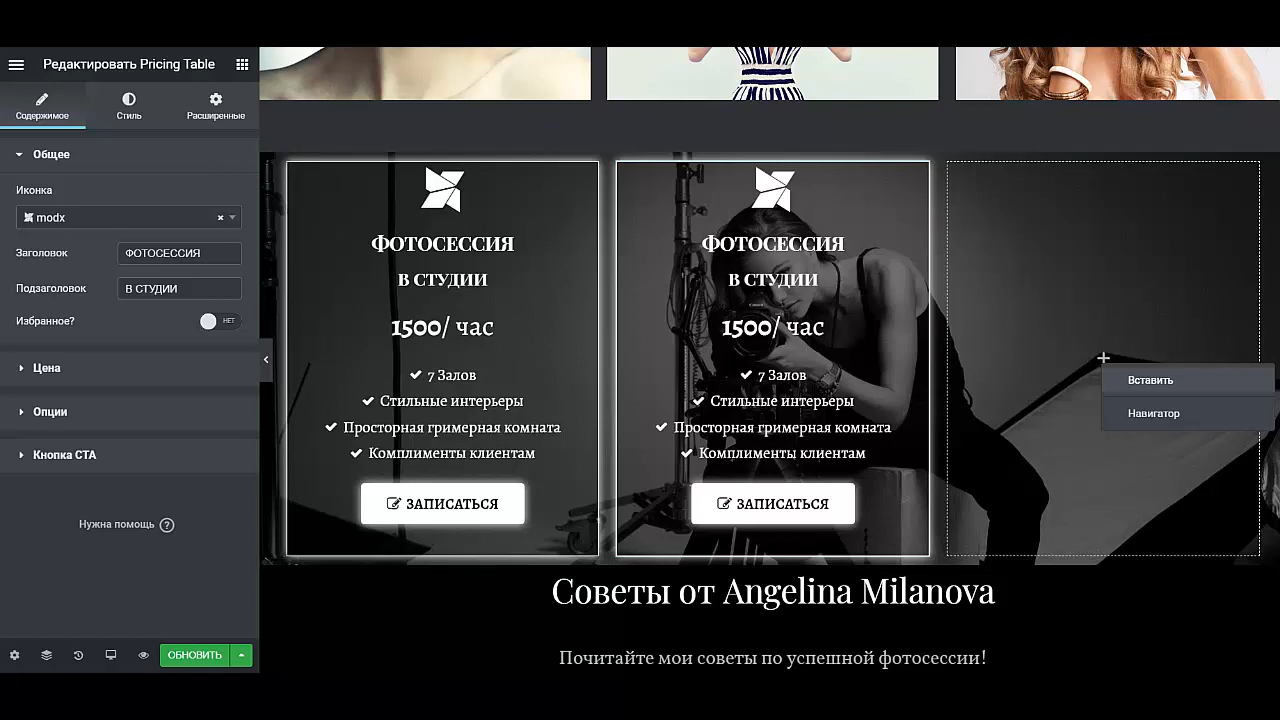 Редактировать Pricing Table
Содержимое
Стиль
Расширенные
Общее
Иконка
modx
Заголовок
ФОТОСЕССИЯ
Подзаголовок
В СТУДИИ
Избранное?
НЕТ
Цена
Опции
Кнопка CTA
Нужна помощь ?
ОБНОВИТЬ
ФОТОСЕССИЯ
В СТУДИИ
1500/ час
7 Залов
Стильные интерьеры
Просторная гримерная комната
Комплименты клиентам
ЗАПИСАТЬСЯ
ФОТОСЕССИЯ
В СТУДИИ
1500/ час
7 Залов
Стильные интерьеры
Просторная гримерная комната
Комплименты клиентам
ЗАПИСАТЬСЯ
Вставить
Навигатор
Советы от Angelina Milanova
Почитайте мои советы по успешной фотосессии!